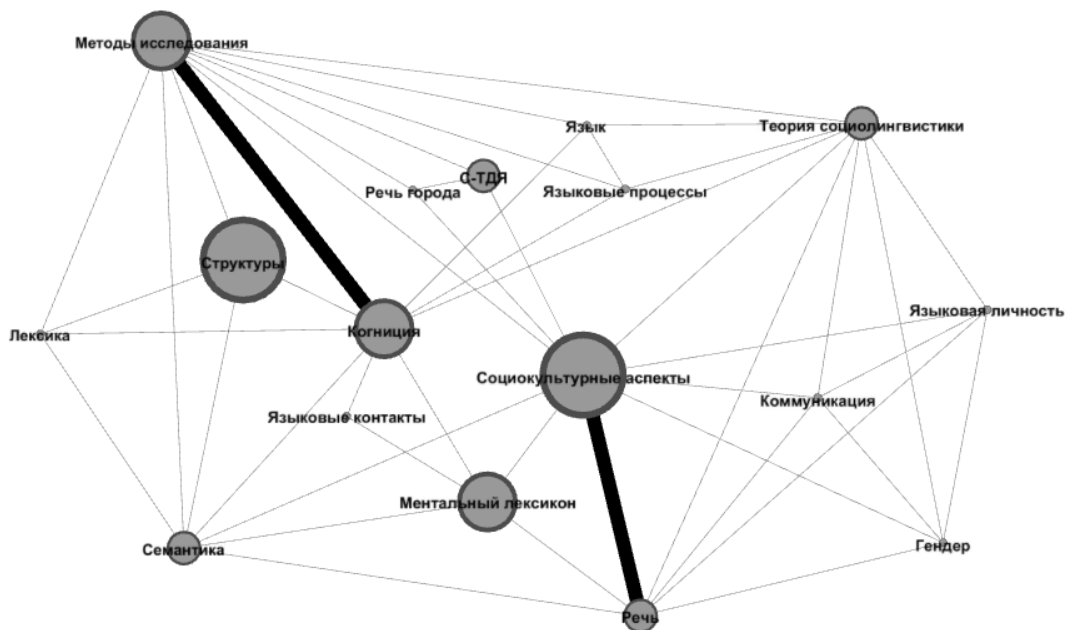 Методы исследования
Язык
Теория социолингвистики
С-ТДЯ
Речь города
Языковые процессы
Структуры
Языковая личность
Когниция
Лексика
Социокультурные аспекты
Коммуникация
Языковые контакты
Ментальный лексикон
Гендер
Семантика
Речь